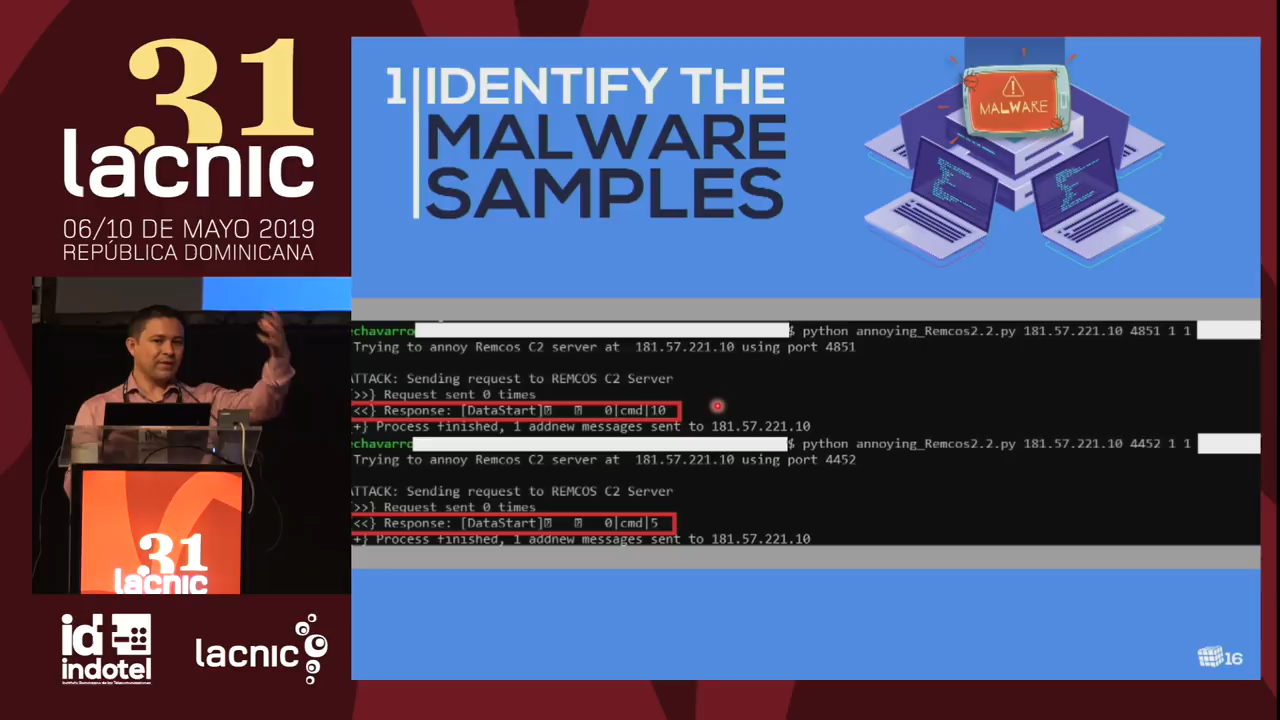 31
lacnic
06/10 DE MAYO 2019
REPÚBLICA DOMINICANA
1 IDENTIFY THE
MALWARE
SAMPLES
MALWARE
echavarro $ python annoying_Remcos2.2.py 181.57.221.10 4851 1 1
Trying to annoy Remcos C2 server at 181.57.221.10 using port 4851
ATTACK: Sending request to REMCOS C2 Server
>>} Request sent 0 times
<<} Response: [DataStart] 0|cmd|10
+} Process finished, 1 addnew messages sent to 181.57.221.10
echavarro $ python annoying_Remcos2.2.py 181.57.221.10 4452 1 1
Trying to annoy Remcos C2 server at 181.57.221.10 using port 4452
ATTACK: Sending request to REMCOS C2 Server
>>} Request sent 0 times
<<} Response: [DataStart] 0|cmd|5
+} Process finished, 1 addnew messages sent to 181.57.221.10
31
lacnic
id
indotel
lacnic
16